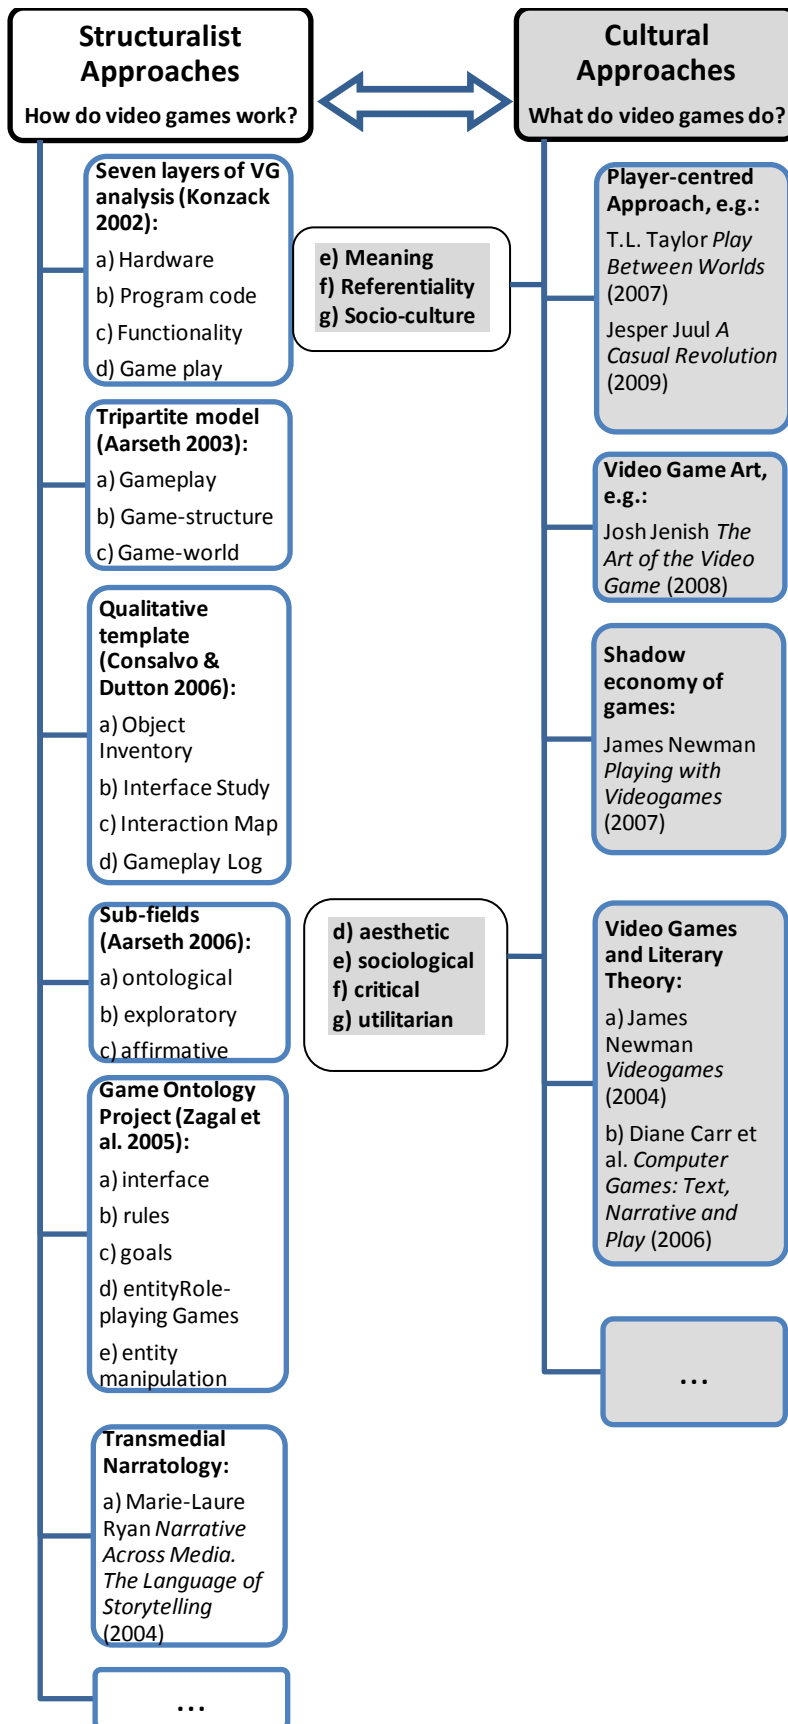 Structuralist
Approaches
How do video games work?
Seven layers of VG
analysis (Konzack
2002):
a) Hardware
b) Program code
c) Functionality
d) Game play
Tripartite model
(Aarseth 2003):
a) Gameplay
b) Game-structure
c) Game-world
Qualitative
template
(Consalvo &
Dutton 2006):
a) Object
Inventory
b) Interface Study
c) Interaction Map
d) Gameplay Log
Sub-fields
(Aarseth 2006):
a) ontological
b) exploratory
c) affirmative
Game Ontology
Project (Zagal et
al. 2005):
a) interface
b) rules
c) goals
d) entityRole-
playing Games
e) entity
manipulation
Transmedial
Narratology:
a) Marie-Laure
Ryan Narrative
Across Media.
The Language of
Storytelling
(2004)
...
e) Meaning
f) Referentiality
g) Socio-culture
d) aesthetic
e) sociological
f) critical
g) utilitarian
Cultural
Approaches
What do video games do?
Player-centred
Approach, e.g.:
T.L. Taylor Play
Between Worlds
(2007)
Jesper Juul A
Casual Revolution
(2009)
Video Game Art,
e.g.:
Josh Jenish The
Art of the Video
Game (2008)
Shadow
economy of
games:
James Newman
Playing with
Videogames
(2007)
Video Games
and Literary
Theory:
a) James
Newman
Videogames
(2004)
b) Diane Carr et
al. Computer
Games: Text,
Narrative and
Play (2006)
...